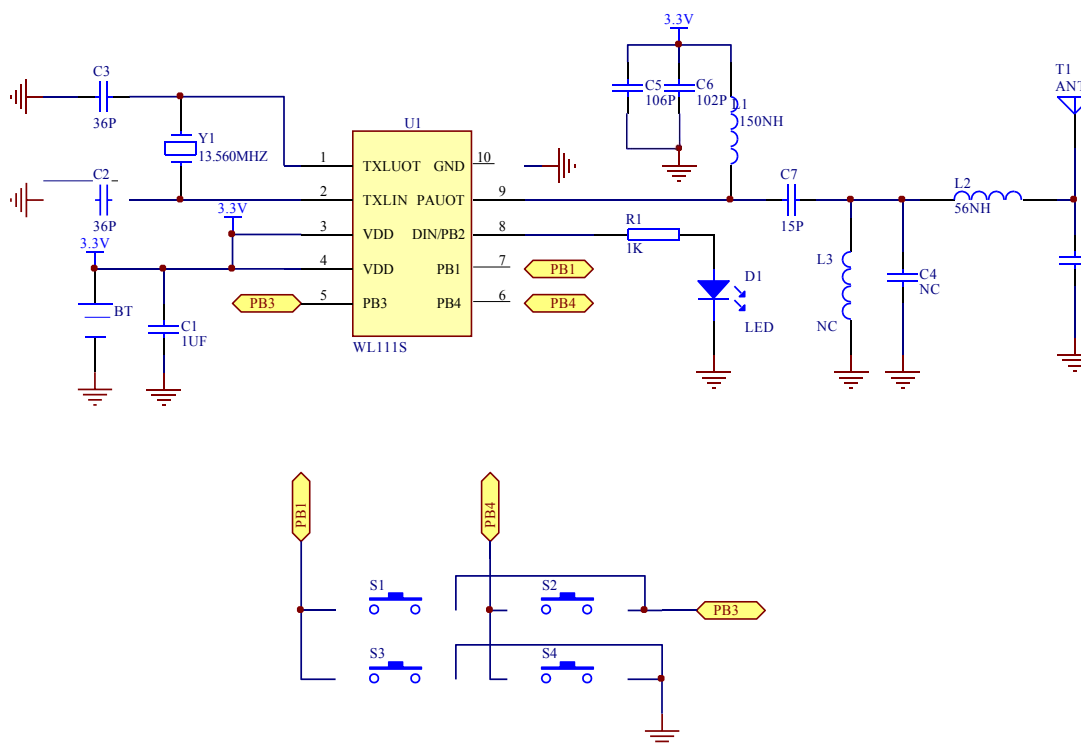 3.3V
C3
36P
Y1
13.560MHZ
C2
36P
3.3V
3.3V
BT
C1
1UF
U1
1 TXLUOT GND 10
2 TXLIN PAUOT 9
3 VDD DIN/PB2 8
4 VDD PB1 7
5 PB3 PB4 6
WL111S
PB3
PB1
PB4
C5
106P
C6
102P
L1
150NH
C7
15P
R1
1K
D1
LED
L3
NC
C4
NC
L2
56NH
T1
ANT
PB1
PB4
S1
S2
PB3
S3
S4